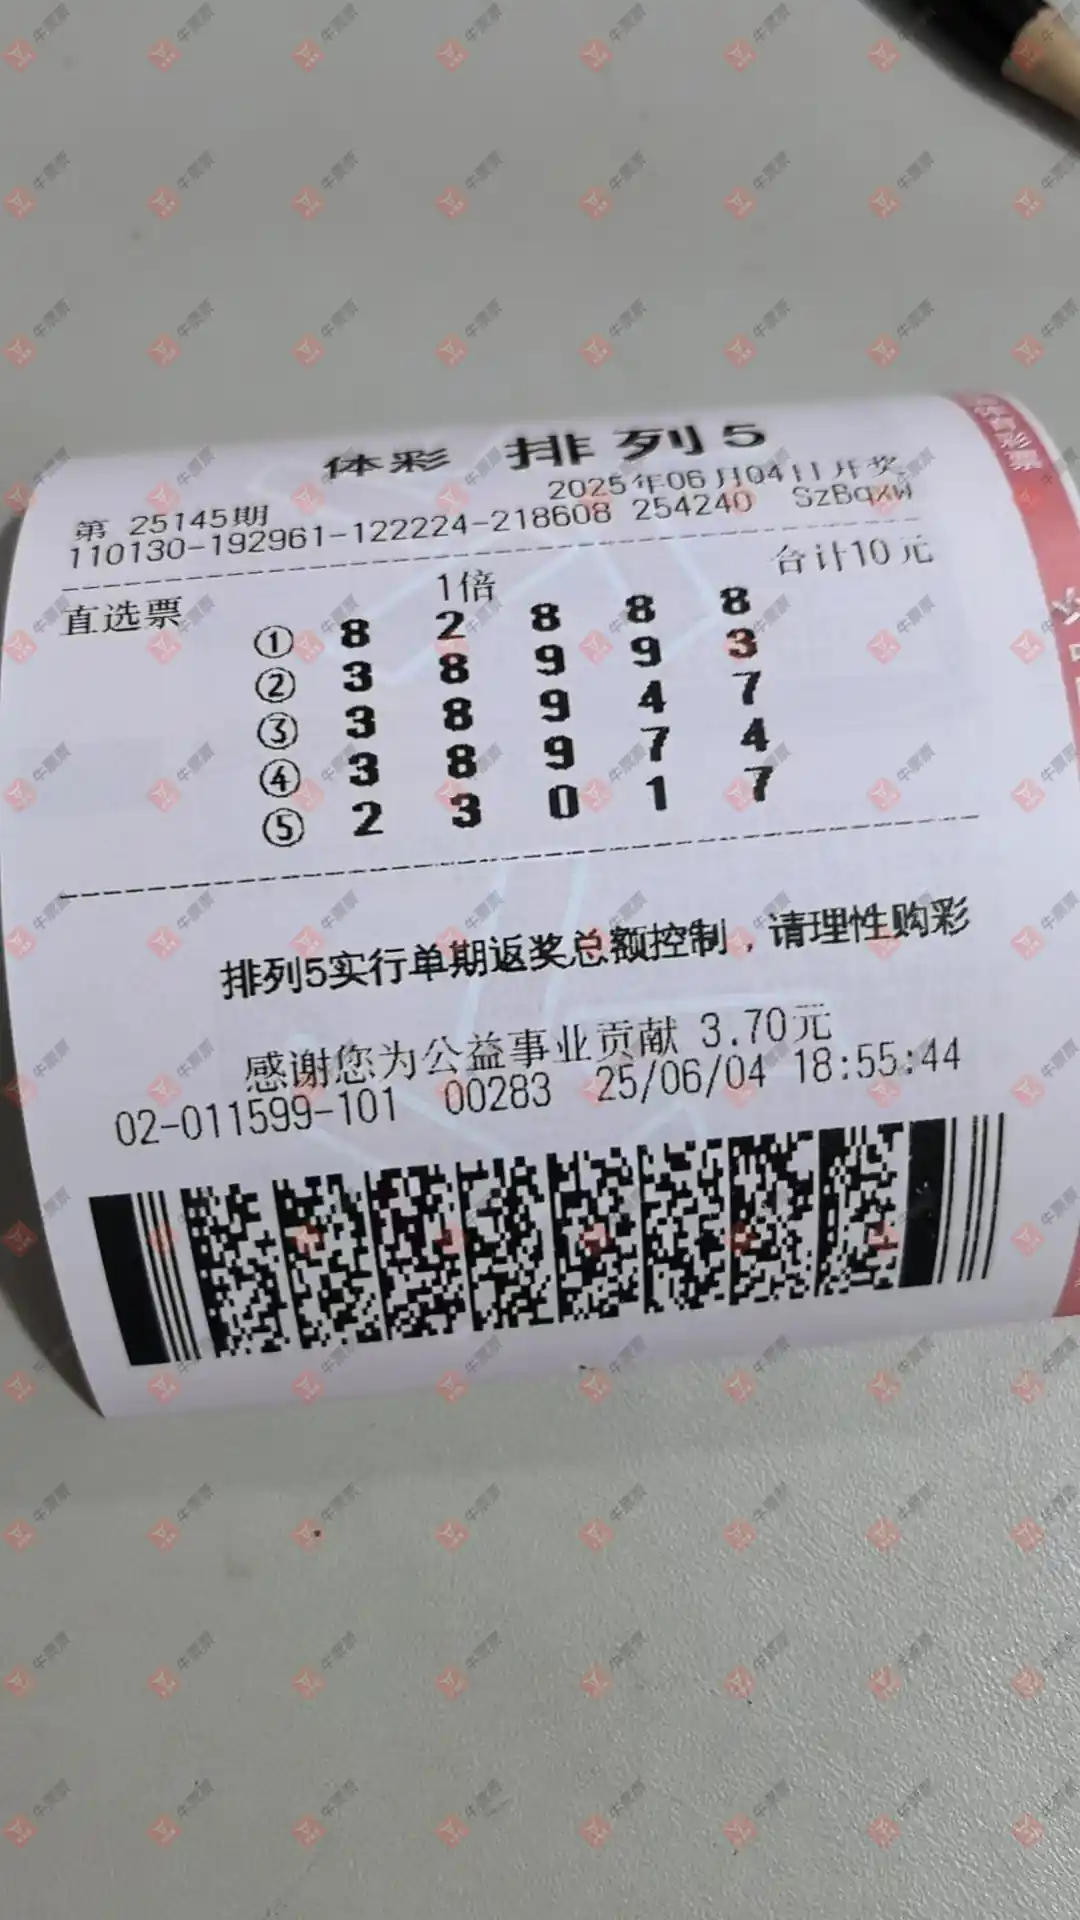 体彩 排列5
第 25145期 2025年06月04日开奖
110130-192961-122224-218608 254240 SzBqxW
直选票 1倍 合计10元
① 8 2 8 8 8
② 3 8 9 9 3
③ 3 8 9 4 7
④ 3 8 9 7 4
⑤ 2 3 0 1 7
排列5实行单期返奖总额控制，请理性购彩
感谢您为公益事业贡献 3.70元
02-011599-101 00283 25/06/04 18:55:44
牛票票